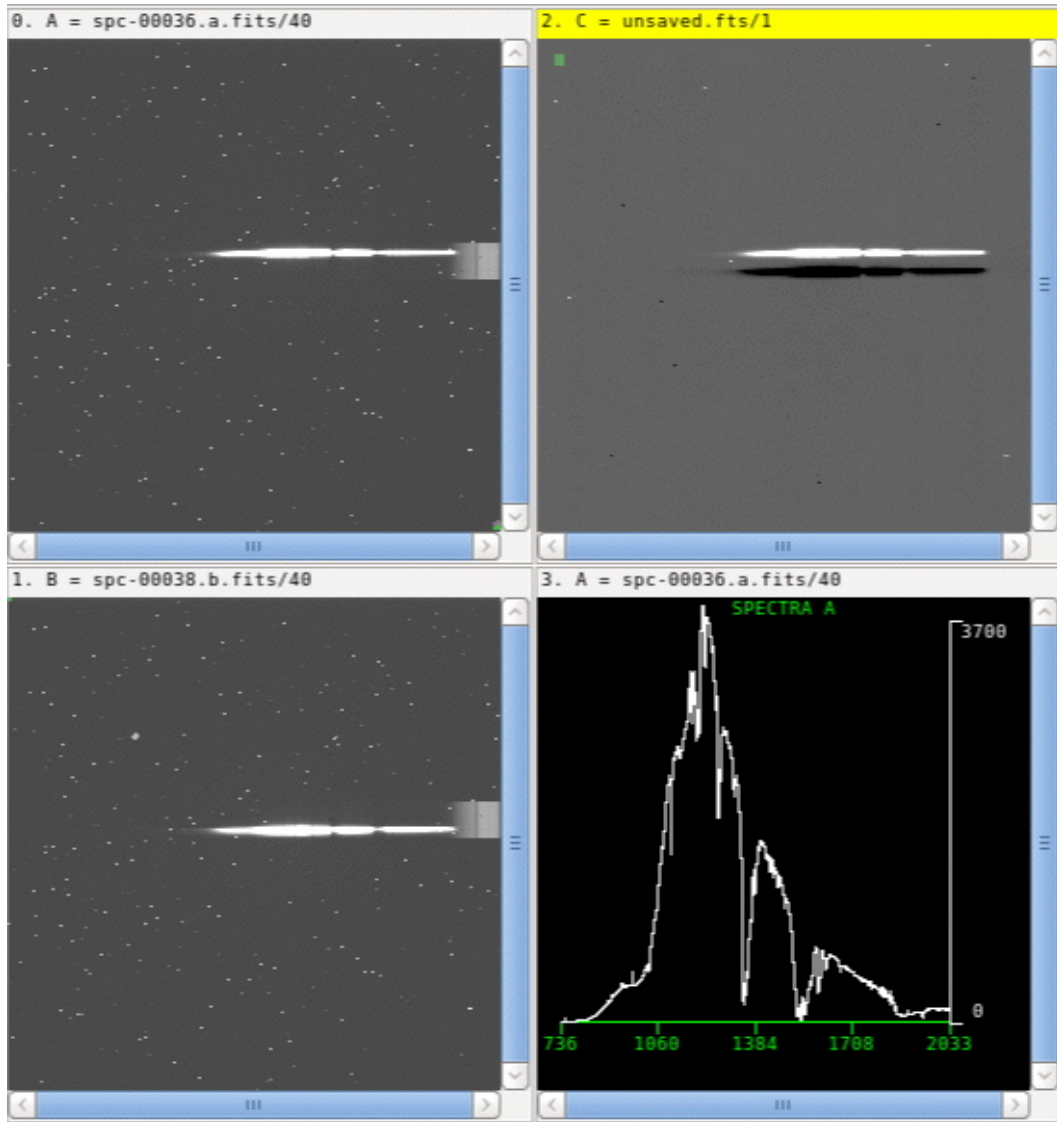 0. A = spc-00036.a.fits/40
2. C = unsaved.fts/1
1. B = spc-00038.b.fits/40
3. A = spc-00036.a.fits/40
SPECTRA A
3700
0
736 1060 1384 1708 2033